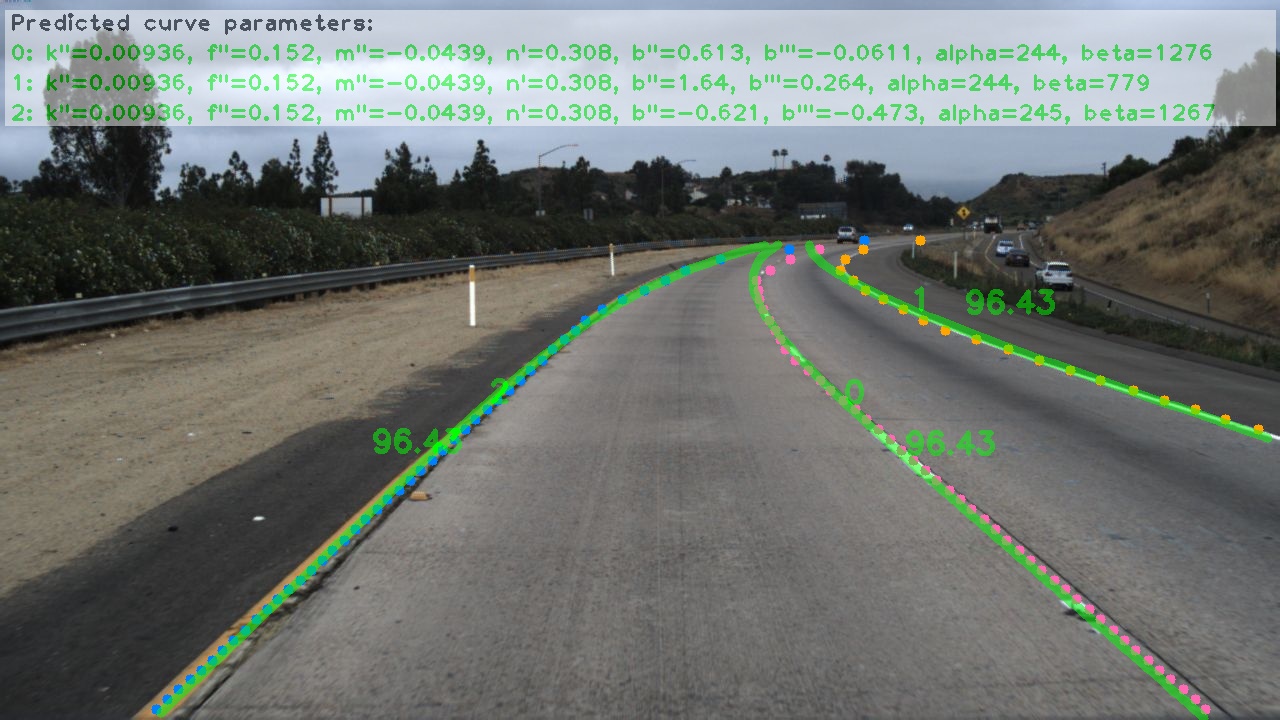 Predicted curve parameters:
0: k''=0.00936, f''=0.152, m''=-0.0439, n'=0.308, b''=0.613, b'''=-0.0611, alpha=244, beta=1276
1: k''=0.00936, f''=0.152, m''=-0.0439, n'=0.308, b''=1.64, b'''=0.264, alpha=244, beta=779
2: k''=0.00936, f''=0.152, m''=-0.0439, n'=0.308, b''=-0.621, b'''=-0.473, alpha=245, beta=1267
1 96.43
2
0
96.43
96.43